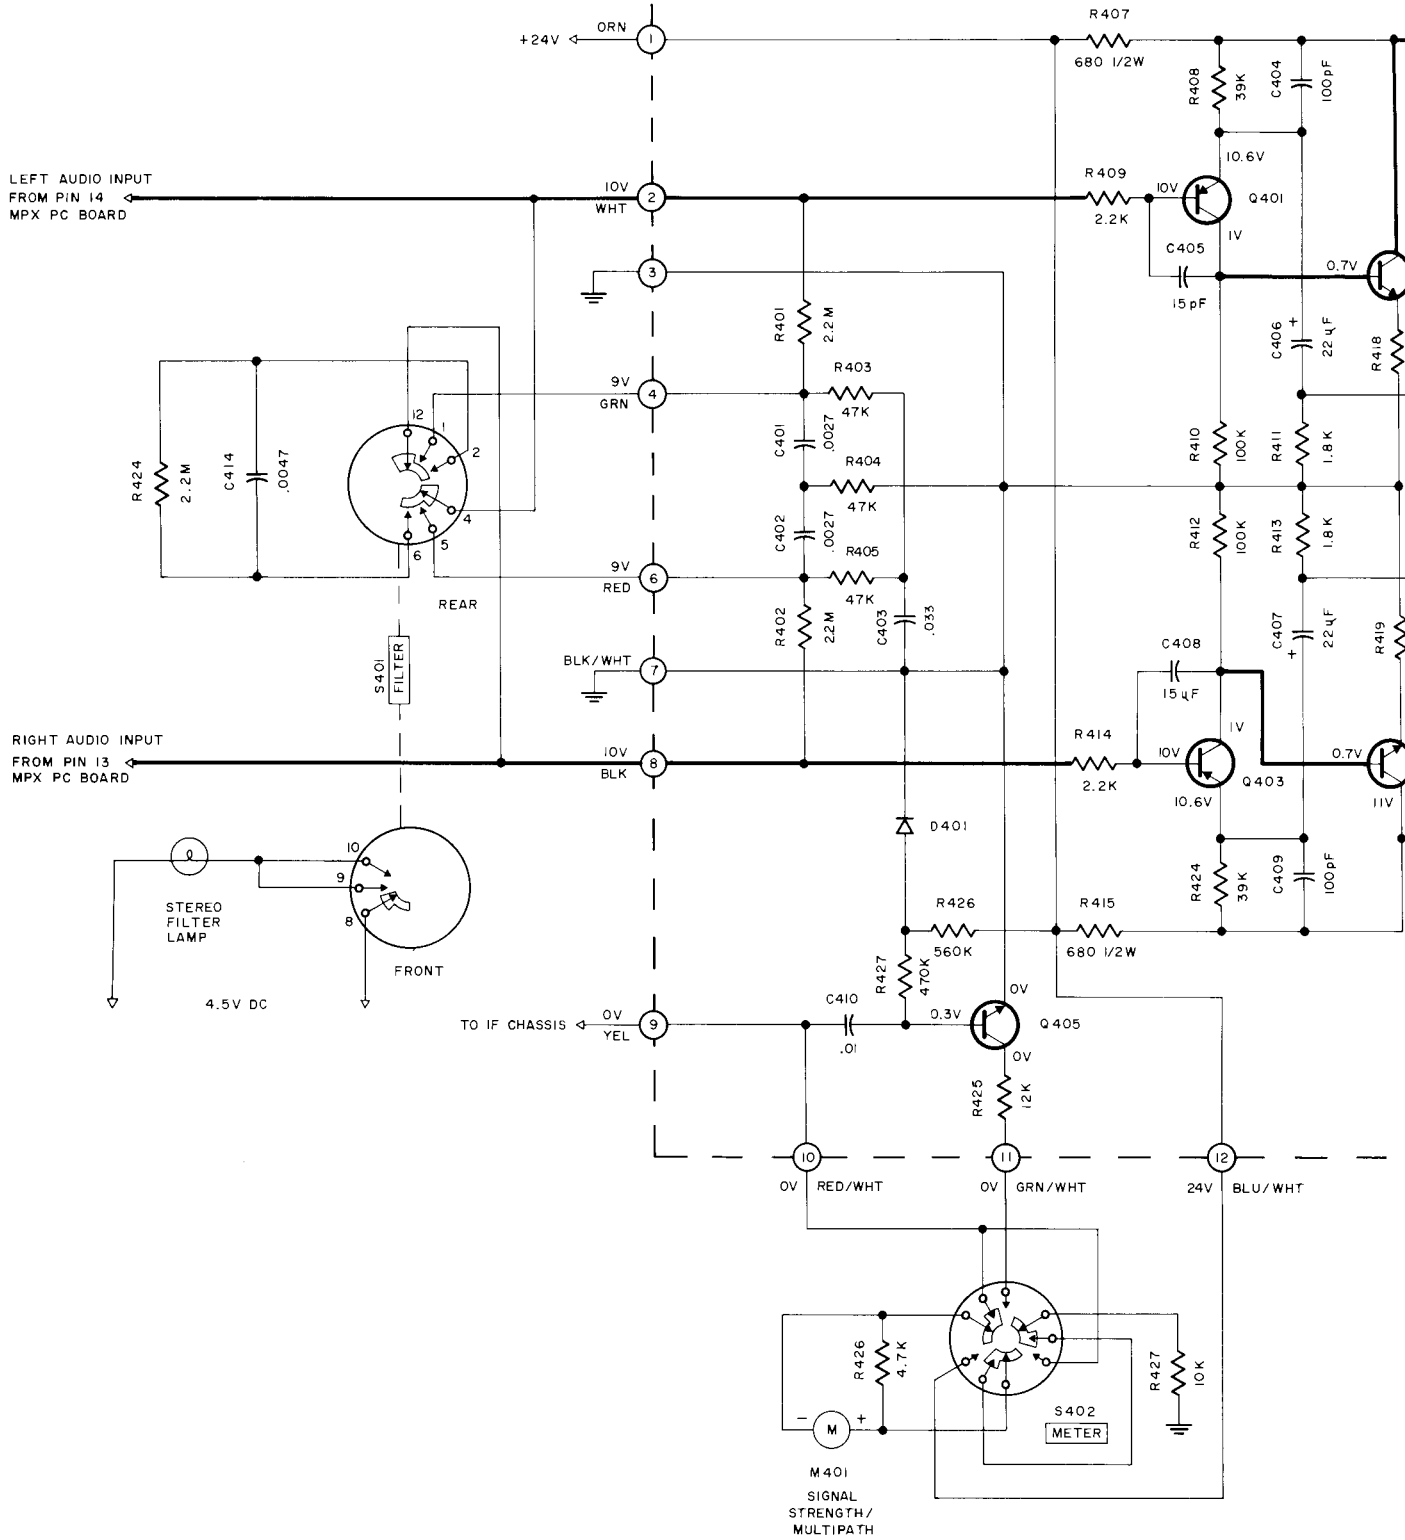 R407
ORN
+24V
1
680 1/2W
R408
39K
C404
100pF
10.6V
LEFT AUDIO INPUT
FROM PIN 14
MPX PC BOARD
10V
2
WHT
R409
2.2K
10V
Q401
1V
C405
15pF
3
0.7V
R401
2.2M
C406
+
22µF
R418
R403
47K
9V
4
GRN
12
1
2
4
5
6
R424
2.2M
C414
.0047
C401
.0027
R404
47K
R410
100K
R411
1.8K
C402
.0027
R405
47K
R412
100K
R413
1.8K
9V
6
RED
REAR
R402
2.2M
C403
.033
C407
22µF
+
R419
S401
FILTER
BLK/WHT
7
C408
15µF
RIGHT AUDIO INPUT
FROM PIN 13
MPX PC BOARD
10V
8
BLK
R414
2.2K
10V
1V
Q403
10.6V
0.7V
11V
D401
10
9
8
STEREO
FILTER
LAMP
FRONT
4.5V DC
R424
39K
C409
100pF
R426
560K
R415
680 1/2W
R427
470K
TO IF CHASSIS
0V
9
YEL
C410
.01
0.3V
0V
Q405
0V
R425
12K
10
11
12
0V
RED/WHT
0V
GRN/WHT
24V
BLU/WHT
R426
4.7K
R427
10K
S402
METER
-
M
+
M401
SIGNAL
STRENGTH/
MULTIPATH